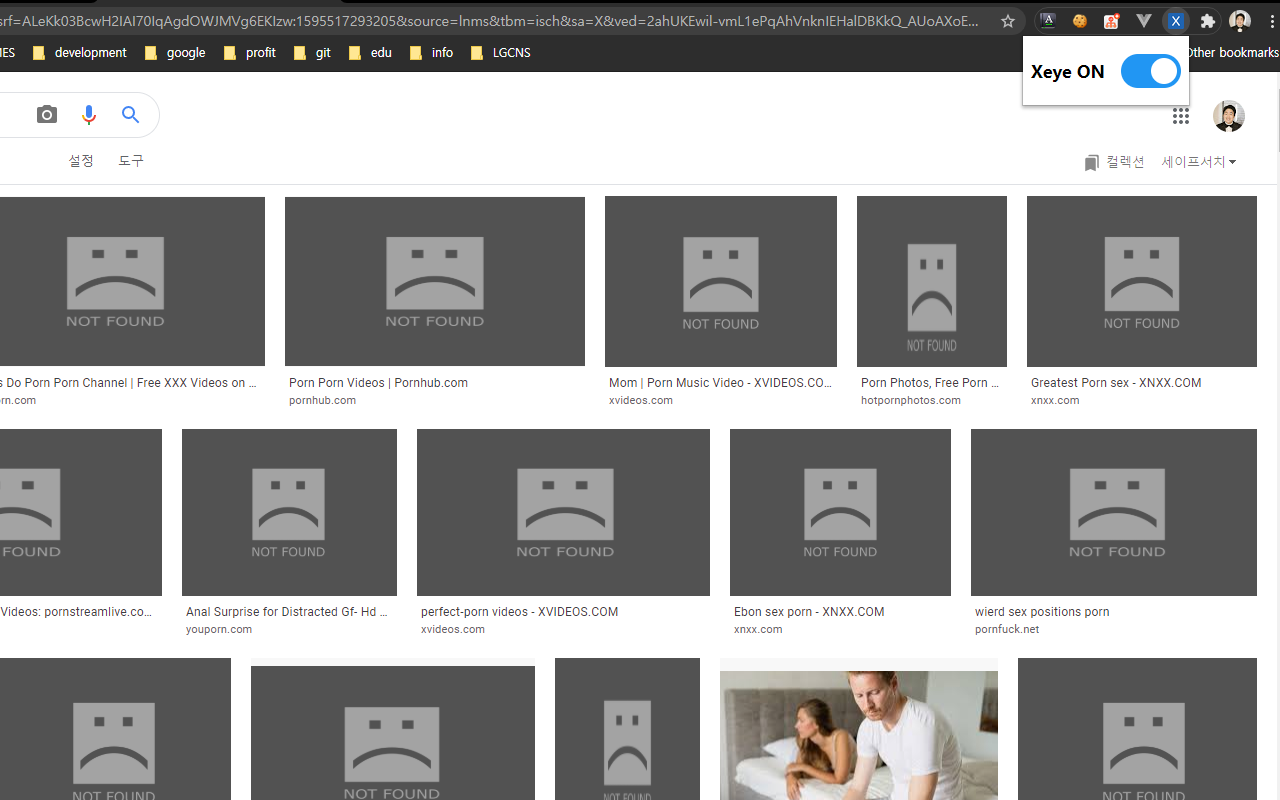 srf=ALeKk03BcwH2IAI70IqAgdOWJMVg6EKIzw:1595517293205&source=lnms&tbm=isch&sa=X&ved=2ahUKEwil-vmL1ePqAhVnknIEHaIDBKkQ_AUoAXoE...
MES development google profit git edu info LGCNS Other bookmarks
Xeye ON
설정 도구
컬렉션 세이프서치
NOT FOUND NOT FOUND NOT FOUND NOT FOUND NOT FOUND
s Do Porn Porn Channel | Free XXX Videos on ... Porn Porn Videos | Pornhub.com Mom | Porn Music Video - XVIDEOS.CO... Porn Photos, Free Porn ... Greatest Porn sex - XNXX.COM
rn.com pornhub.com xvideos.com hotpornphotos.com xnxx.com
FOUND NOT FOUND NOT FOUND NOT FOUND NOT FOUND
Videos: pornstreamlive.co... Anal Surprise for Distracted Gf- Hd ... perfect-porn videos - XVIDEOS.COM Ebon sex porn - XNXX.COM wierd sex positions porn
youporn.com xvideos.com xnxx.com pornfuck.net
NOT FOUND NOT FOUND NOT FOUND NOT FOUND